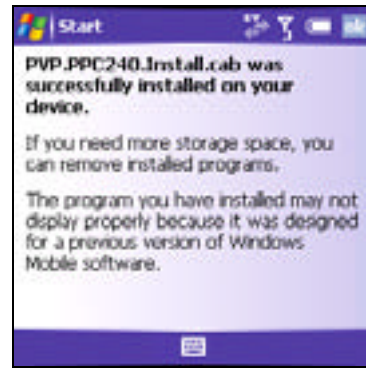 Start
ok
PVP.PPC240.Install.cab was
successfully installed on your
device.
If you need more storage space, you
can remove installed programs.
The program you have installed may not
display properly because it was designed
for a previous version of Windows
Mobile software.